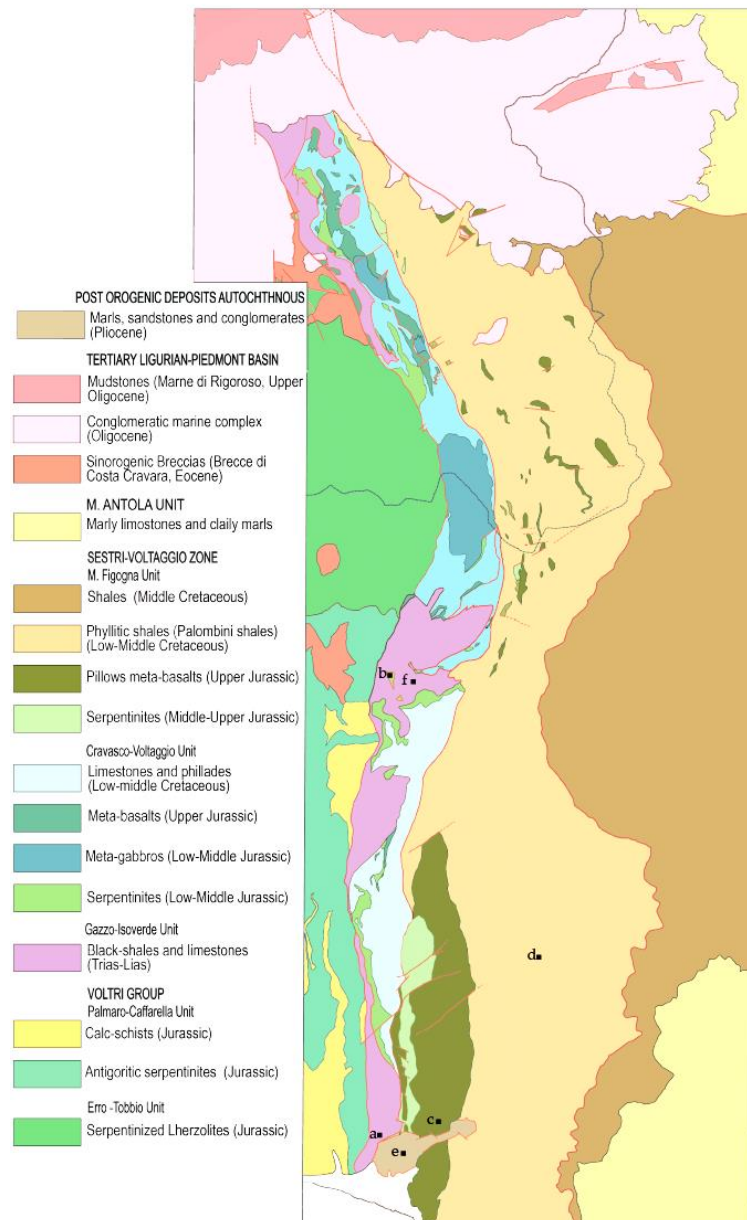 POST OROGENIC DEPOSITS AUTOCHTHNOUS
Marls, sandstones and conglomerates
(Pliocene)
TERTIARY LIGURIAN-PIEDMONT BASIN
Mudstones (Marne di Rigoroso, Upper
Oligocene)
Conglomeratic marine complex
(Oligocene)
Sinorogenic Breccias (Brecce di
Costa Cravara, Eocene)
M. ANTOLA UNIT
Marly limostones and claily marls
SESTRI-VOLTAGGIO ZONE
M. Figogna Unit
Shales (Middle Cretaceous)
Phyllitic shales (Palombini shales)
(Low-Middle Cretaceous)
Pillows meta-basalts (Upper Jurassic)
Serpentinites (Middle-Upper Jurassic)
Cravasco-Voltaggio Unit
Limestones and phillades
(Low-middle Cretaceous)
Meta-basalts (Upper Jurassic)
Meta-gabbros (Low-Middle Jurassic)
Serpentinites (Low-Middle Jurassic)
Gazzo-Isoverde Unit
Black-shales and limestones
(Trias-Lias)
VOLTRI GROUP
Palmaro-Caffarella Unit
Calc-schists (Jurassic)
Antigoritic serpentinites (Jurassic)
Erro -Tobbio Unit
Serpentinized Lherzolites (Jurassic)
b
f
d
c
a
e